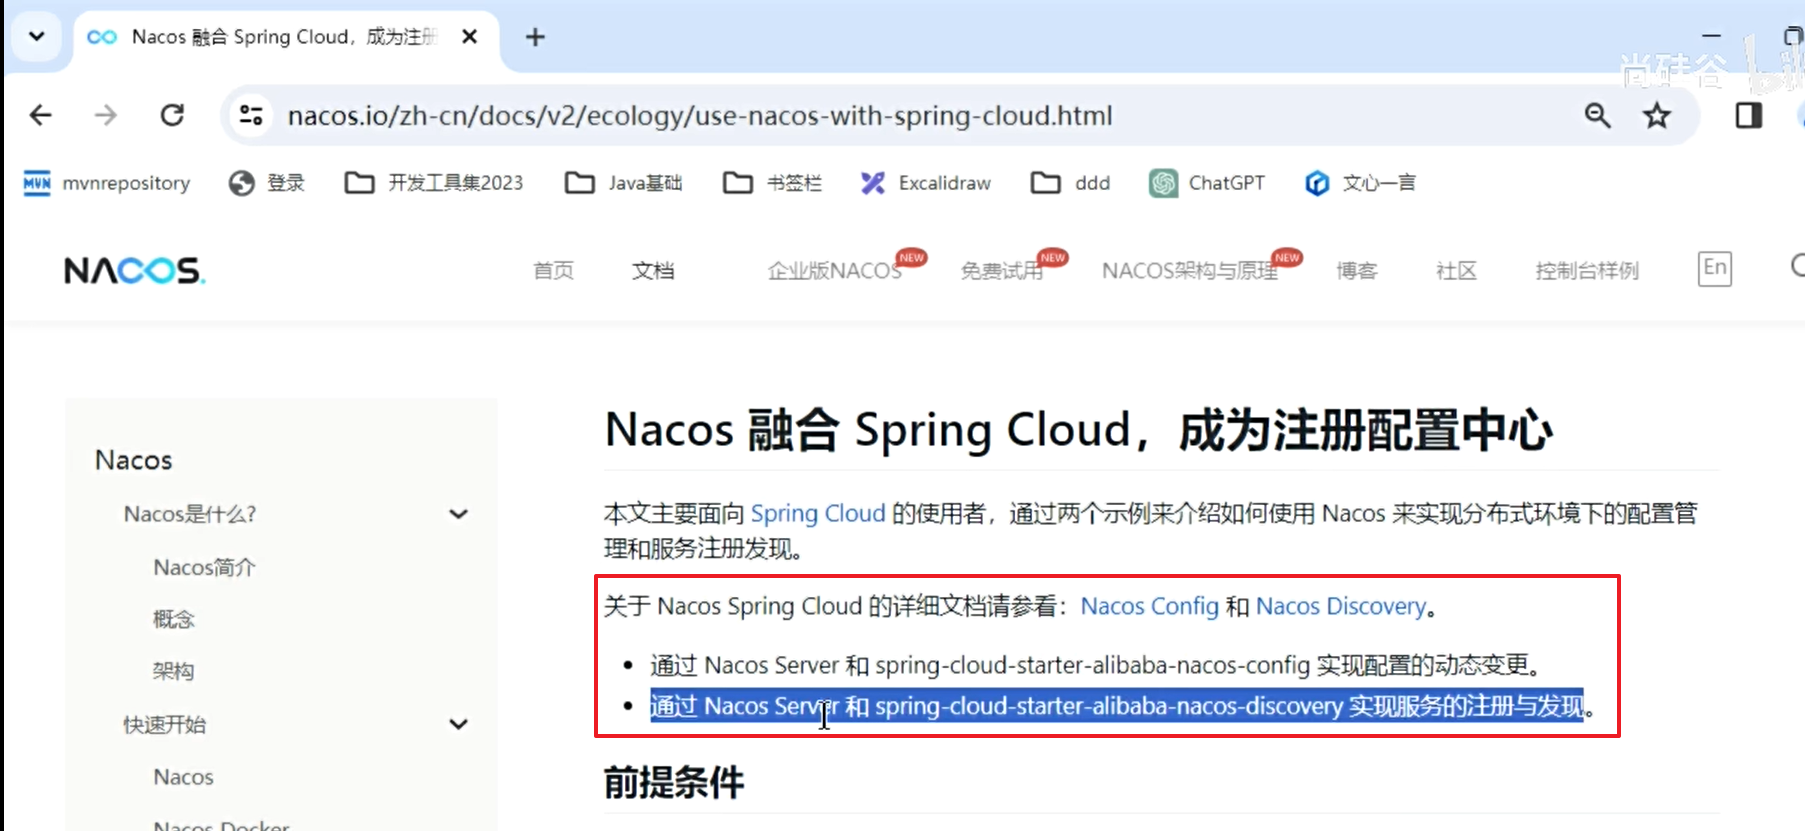 Nacos 融合 Spring Cloud，成为注册
尚硅谷
nacos.io/zh-cn/docs/v2/ecology/use-nacos-with-spring-cloud.html
MVN mvnrepository 登录 开发工具集2023 Java基础 书签栏 Excalidraw ddd ChatGPT 文心一言
NACOS. 首页 文档 企业版NACOS NEW 免费试用 NEW NACOS架构与原理 NEW 博客 社区 控制台样例 En
Nacos
Nacos是什么?
Nacos简介
概念
架构
快速开始
Nacos
Nacos Docker
Nacos 融合 Spring Cloud，成为注册配置中心
本文主要面向 Spring Cloud 的使用者，通过两个示例来介绍如何使用 Nacos 来实现分布式环境下的配置管
理和服务注册发现。
关于 Nacos Spring Cloud 的详细文档请参看：Nacos Config 和 Nacos Discovery。
• 通过 Nacos Server 和 spring-cloud-starter-alibaba-nacos-config 实现配置的动态变更。
• 通过 Nacos Server 和 spring-cloud-starter-alibaba-nacos-discovery 实现服务的注册与发现。
前提条件